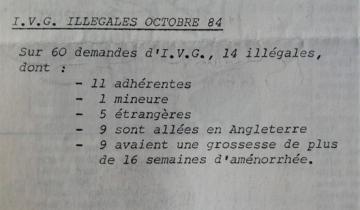 I.V.G. ILLEGALES OCTOBRE 84
Sur 60 demandes d'I.V.G., 14 illégales,
dont :
- 11 adhérentes
- 1 mineure
- 5 étrangères
- 9 sont allées en Angleterre
- 9 avaient une grossesse de plus
de 16 semaines d'aménorrhée.